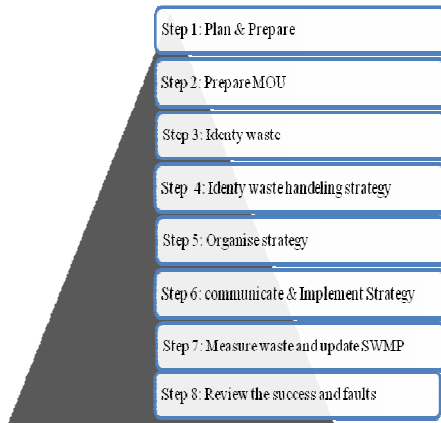 Step 1: Plan & Prepare
Step 2: Prepare MOU
Step 3: Identy waste
Step 4: Identy waste handeling strategy
Step 5: Organise strategy
Step 6: communicate & Implement Strategy
Step 7: Measure waste and update SWMP
Step 8: Review the success and faults